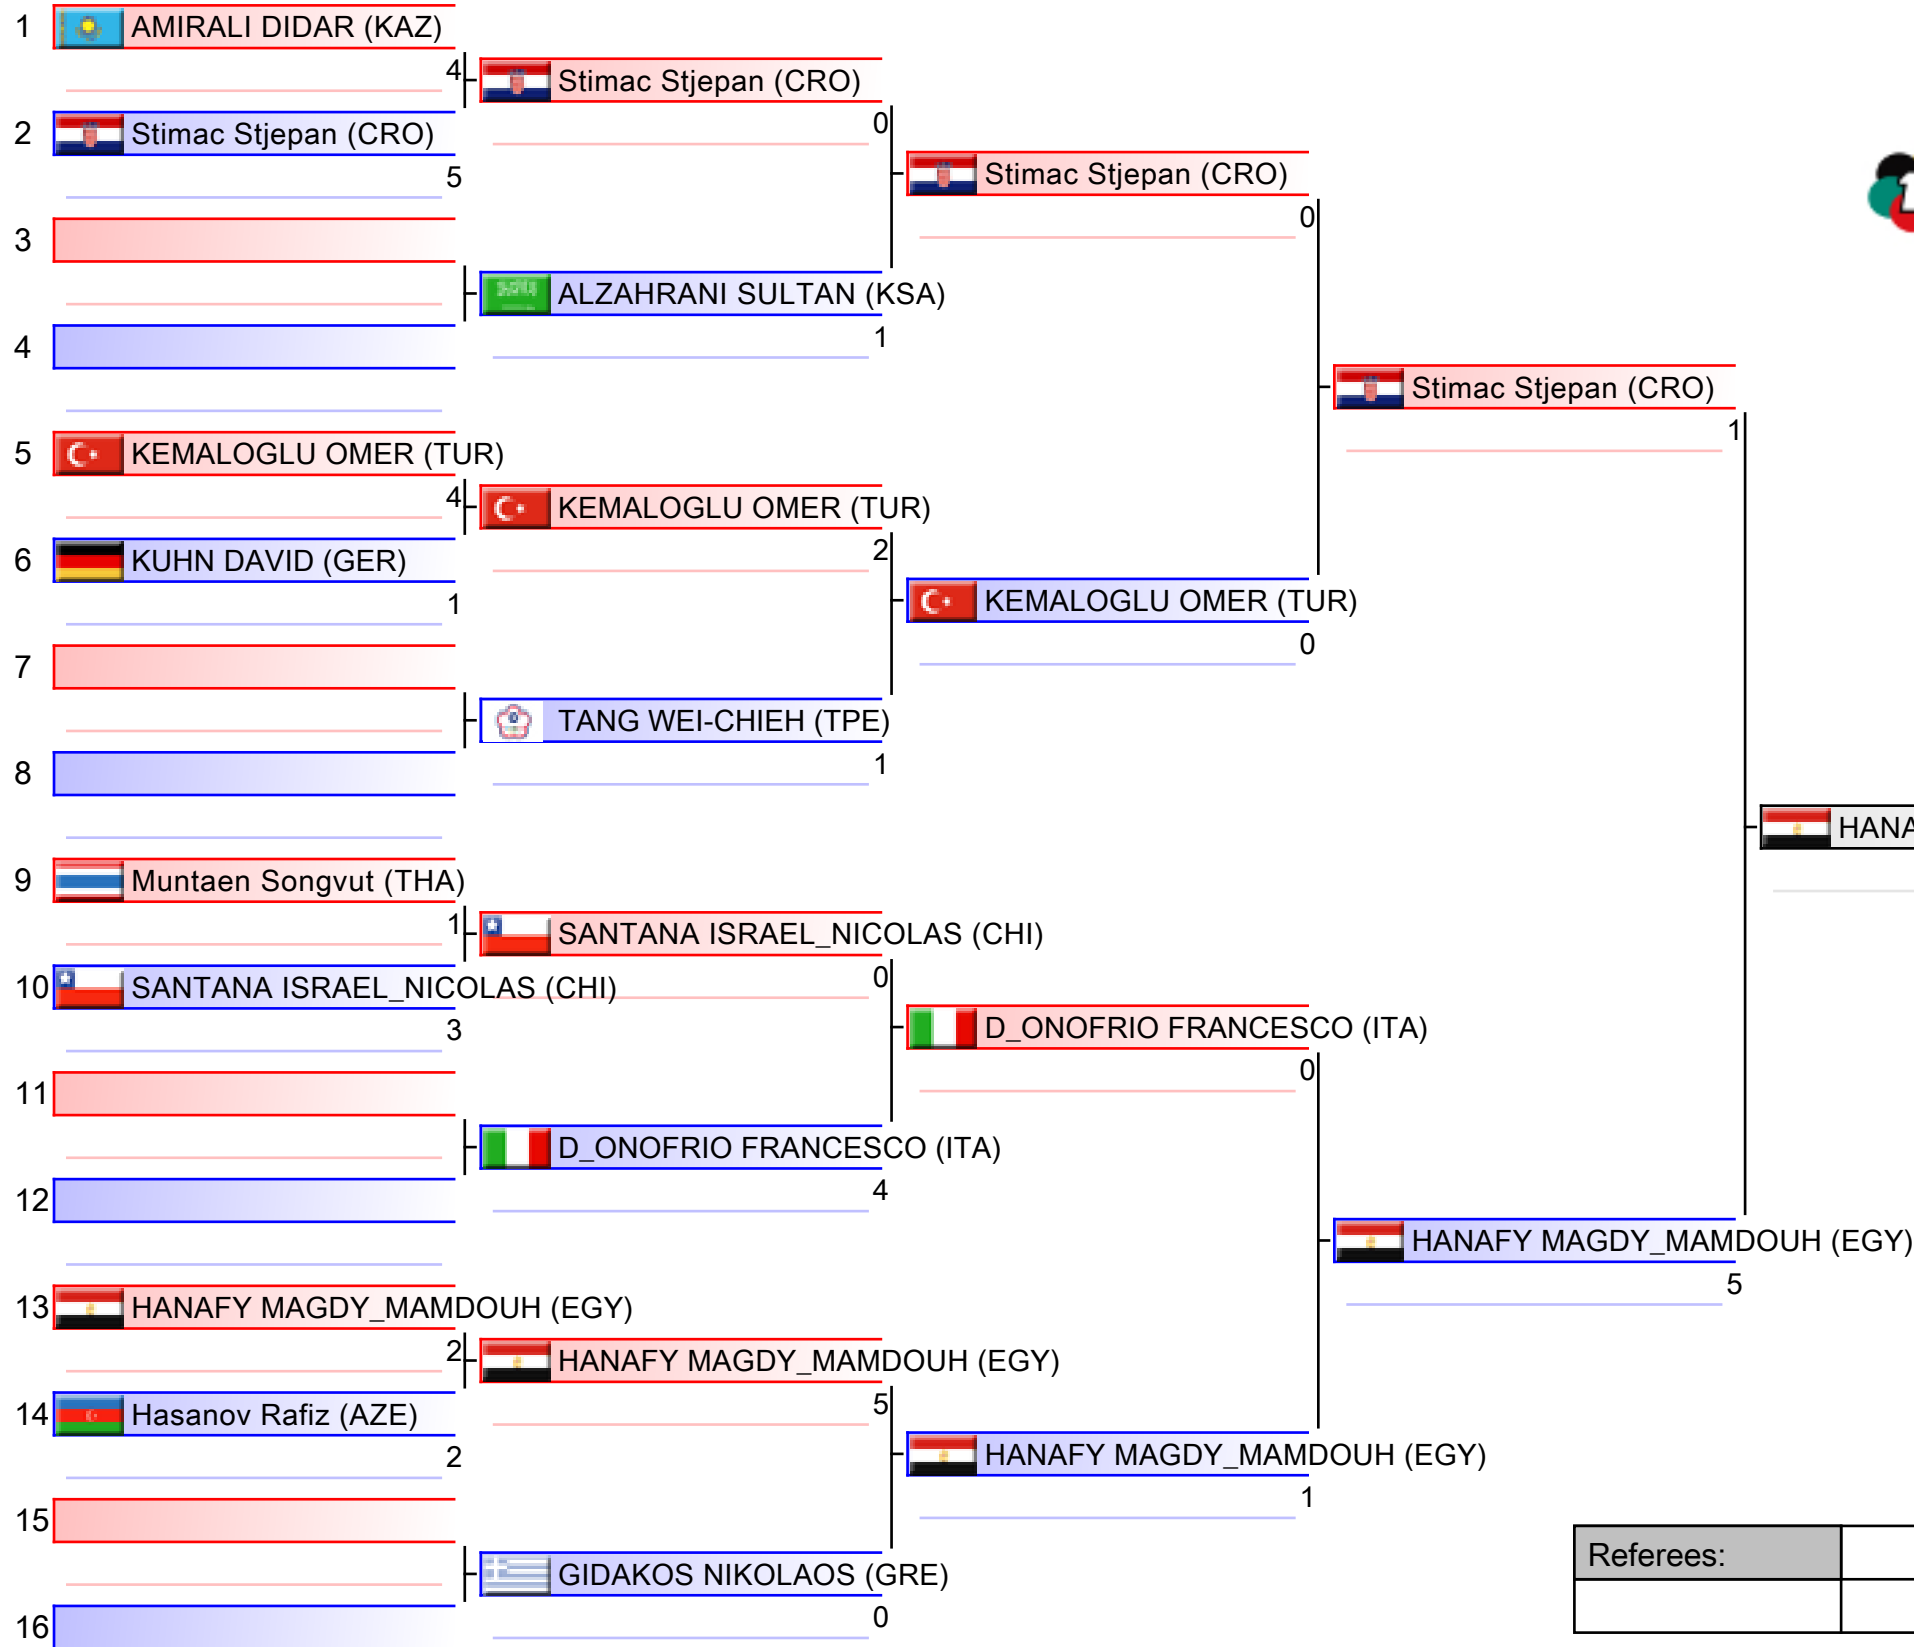 1 AMIRALI DIDAR (KAZ)
4 Stimac Stjepan (CRO)
0
2 Stimac Stjepan (CRO)
5
Stimac Stjepan (CRO)
0
3
ALZAHRANI SULTAN (KSA)
1
4
Stimac Stjepan (CRO)
1
5 KEMALOGLU OMER (TUR)
4 KEMALOGLU OMER (TUR)
2
6 KUHN DAVID (GER)
1
KEMALOGLU OMER (TUR)
0
7
TANG WEI-CHIEH (TPE)
1
8
HANA
9 Muntaen Songvut (THA)
1 SANTANA ISRAEL_NICOLAS (CHI)
0
10 SANTANA ISRAEL_NICOLAS (CHI)
3
D_ONOFRIO FRANCESCO (ITA)
0
11
D_ONOFRIO FRANCESCO (ITA)
4
12
HANAFY MAGDY_MAMDOUH (EGY)
5
13 HANAFY MAGDY_MAMDOUH (EGY)
2 HANAFY MAGDY_MAMDOUH (EGY)
5
14 Hasanov Rafiz (AZE)
2
HANAFY MAGDY_MAMDOUH (EGY)
1
15
GIDAKOS NIKOLAOS (GRE)
0
16
Referees: